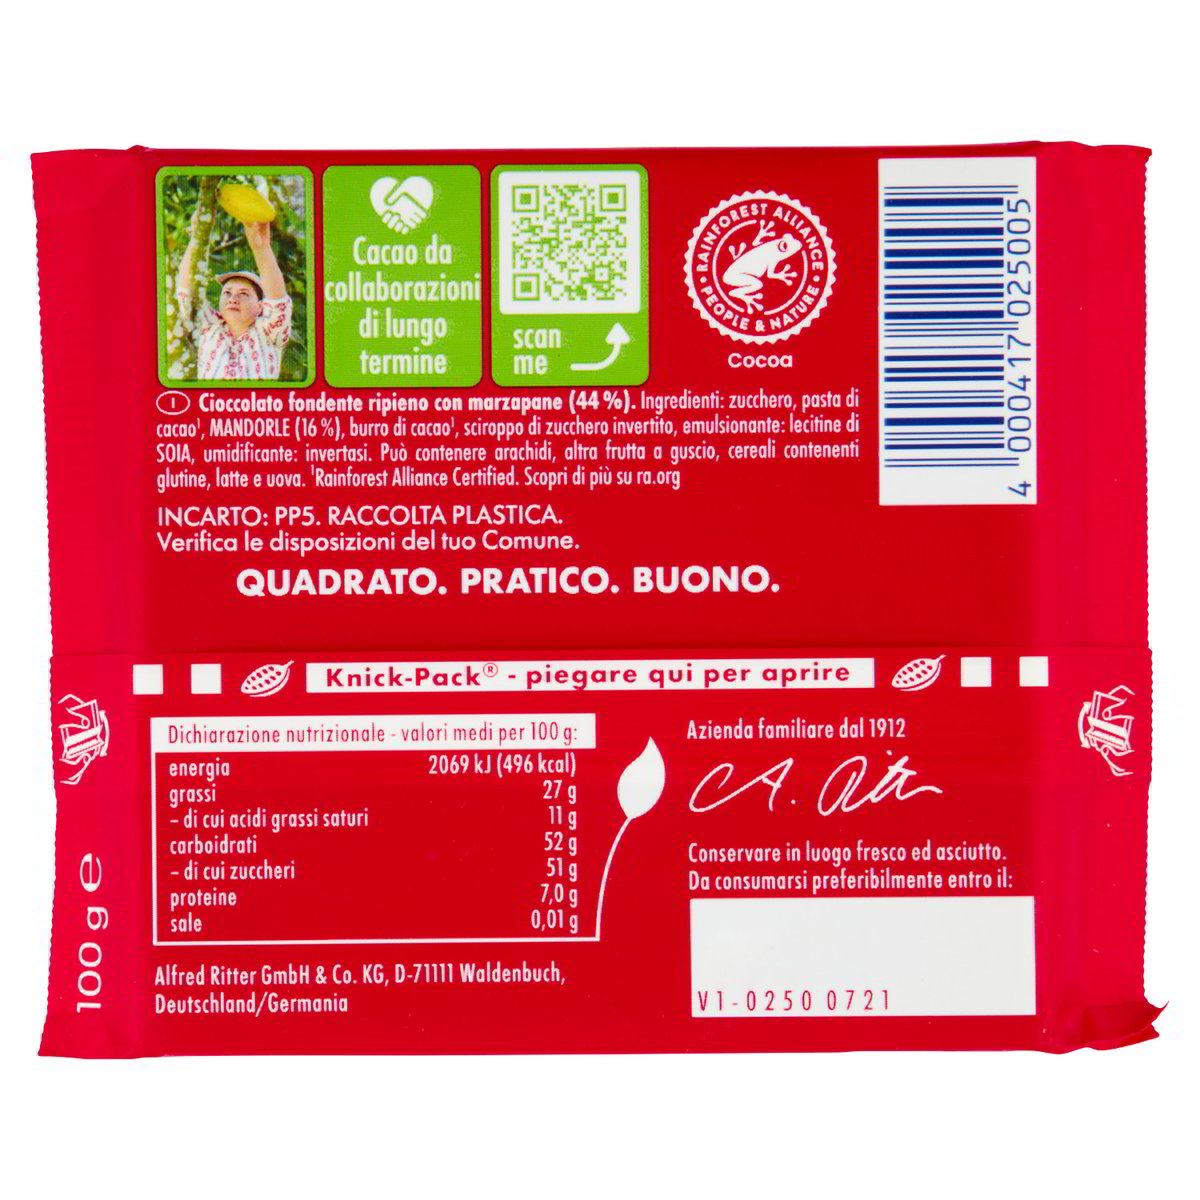 Cacao da
collaborazioni
di lungo
termine
scan
me
RAINFOREST ALLIANCE
PEOPLE & NATURE
Cocoa
4 000417 025005
I Cioccolato fondente ripieno con marzapane (44 %). Ingredienti: zucchero, pasta di
cacao¹, MANDORLE (16 %), burro di cacao¹, sciroppo di zucchero invertito, emulsionante: lecitine di
SOIA, umidificante: invertasi. Può contenere arachidi, altra frutta a guscio, cereali contenenti
glutine, latte e uova. ¹Rainforest Alliance Certified. Scopri di più su ra.org
INCARTO: PP5. RACCOLTA PLASTICA.
Verifica le disposizioni del tuo Comune.
QUADRATO. PRATICO. BUONO.
Knick-Pack® - piegare qui per aprire
Dichiarazione nutrizionale - valori medi per 100 g:
energia 2069 kJ (496 kcal)
grassi 27 g
– di cui acidi grassi saturi 11 g
carboidrati 52 g
– di cui zuccheri 51 g
proteine 7,0 g
sale 0,01 g
Azienda familiare dal 1912
Conservare in luogo fresco ed asciutto.
Da consumarsi preferibilmente entro il:
V1-0250 0721
Alfred Ritter GmbH & Co. KG, D-71111 Waldenbuch,
Deutschland/Germania
100 g e